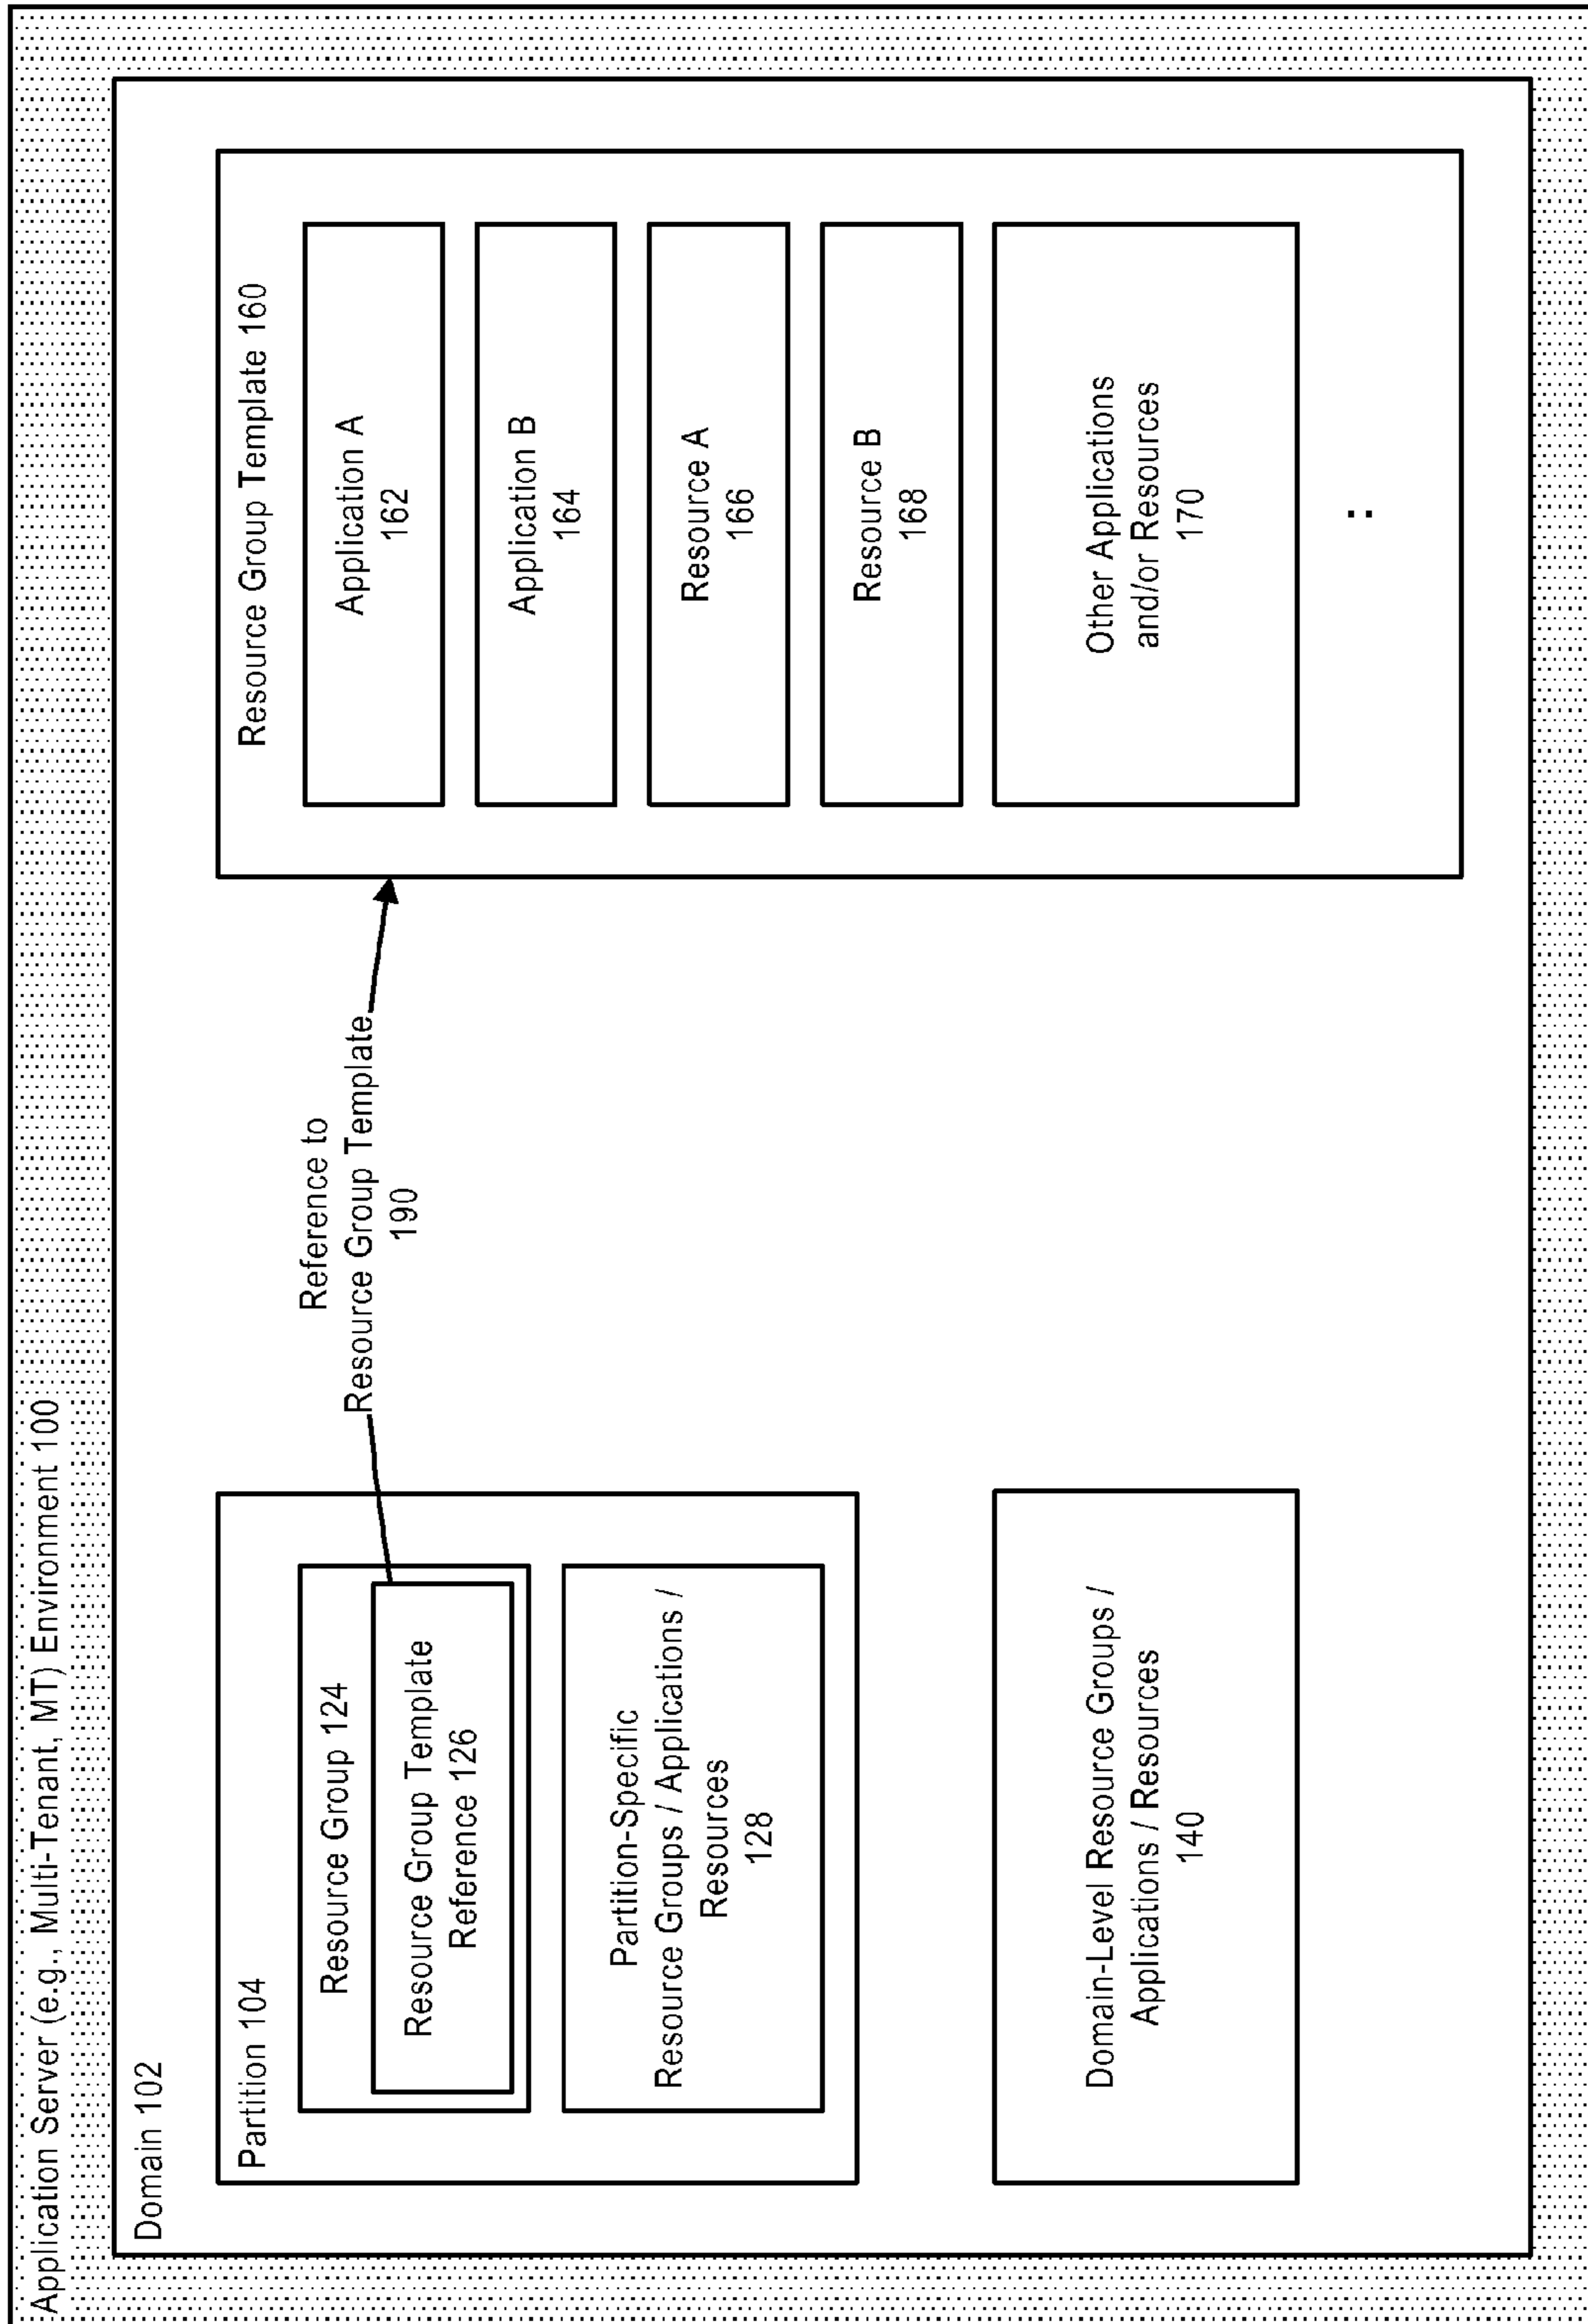 Application Server (e.g., Multi-Tenant, MT) Environment 100
Domain 102
Partition 104
Resource Group 124
Resource Group Template
Reference 126
Partition-Specific
Resource Groups / Applications /
Resources
128
Domain-Level Resource Groups /
Applications / Resources
140
Reference to
Resource Group Template
190
Resource Group Template 160
Application A
162
Application B
164
Resource A
166
Resource B
168
Other Applications
and/or Resources
170